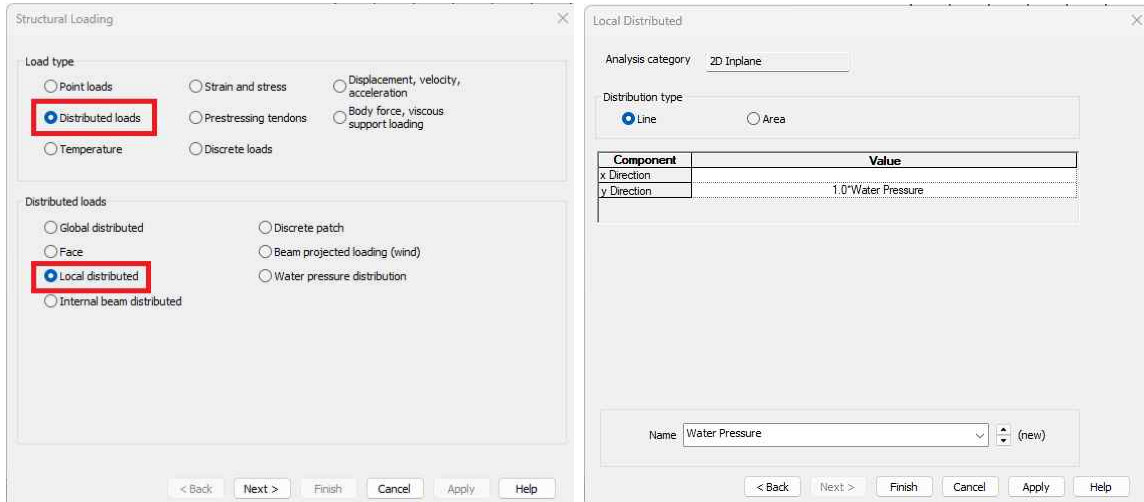 Structural Loading
Load type
Point loads
Strain and stress
Displacement, velocity,
acceleration
Distributed loads
Prestressing tendons
Body force, viscous
support loading
Temperature
Discrete loads
Distributed loads
Global distributed
Discrete patch
Face
Beam projected loading (wind)
Local distributed
Water pressure distribution
Internal beam distributed
< Back Next > Finish Cancel Apply Help
Local Distributed
Analysis category 2D Inplane
Distribution type
Line Area
Component Value
x Direction
y Direction 1.0*Water Pressure
Name Water Pressure (new)
< Back Next > Finish Cancel Apply Help